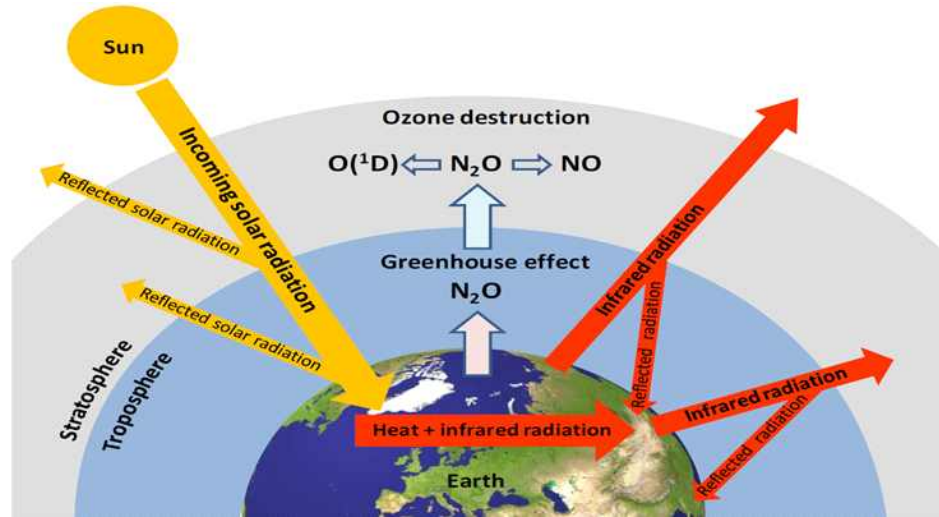 Sun
Incoming solar radiation
Reflected solar radiation
Reflected solar radiation
Stratosphere
Troposphere
Ozone destruction
O(¹D) N₂O NO
Greenhouse effect
N₂O
Infrared radiation
Reflected radiation
Infrared radiation
Reflected radiation
Heat + infrared radiation
Earth